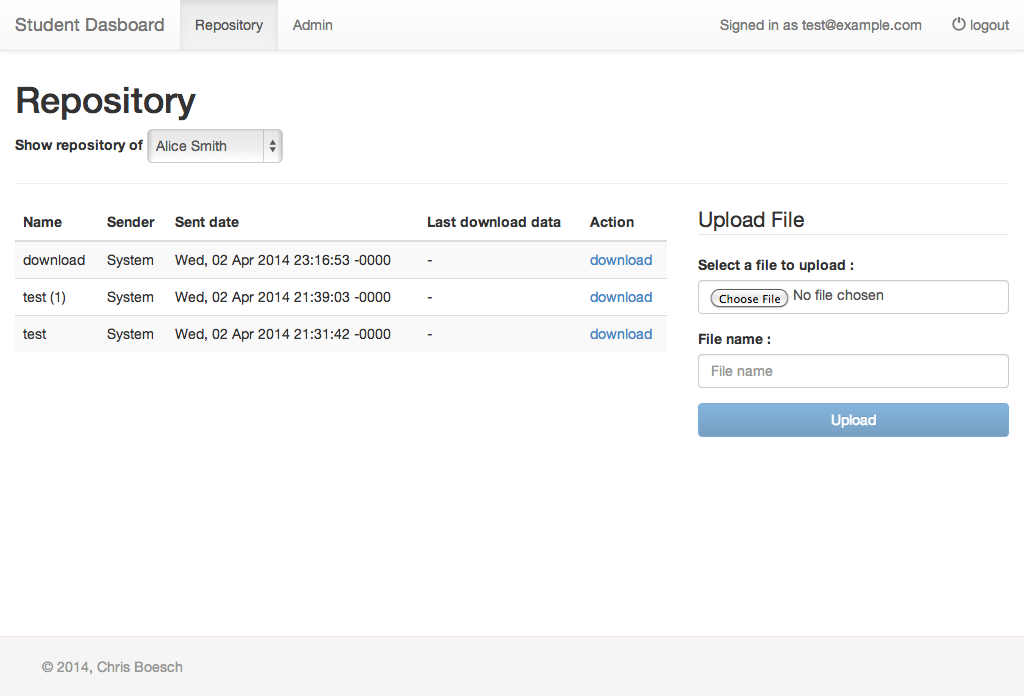 Student Dasboard Repository Admin Signed in as test@example.com logout
Repository
Show repository of Alice Smith
Name Sender Sent date Last download data Action
download System Wed, 02 Apr 2014 23:16:53 -0000 - download
test (1) System Wed, 02 Apr 2014 21:39:03 -0000 - download
test System Wed, 02 Apr 2014 21:31:42 -0000 - download
Upload File
Select a file to upload :
Choose File No file chosen
File name :
File name
Upload
© 2014, Chris Boesch